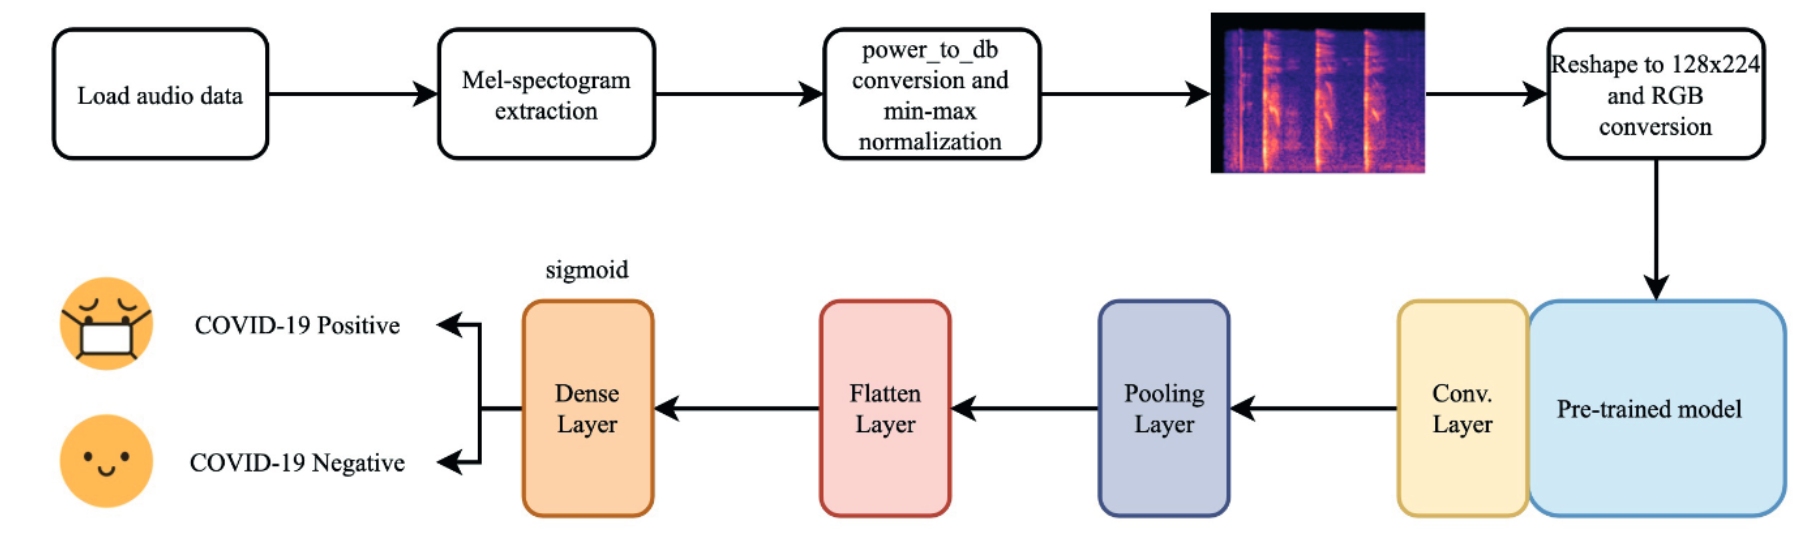 Load audio data
Mel-spectogram
extraction
power_to_db
conversion and
min-max
normalization
Reshape to 128x224
and RGB
conversion
sigmoid
COVID-19 Positive
COVID-19 Negative
Dense
Layer
Flatten
Layer
Pooling
Layer
Conv.
Layer
Pre-trained model